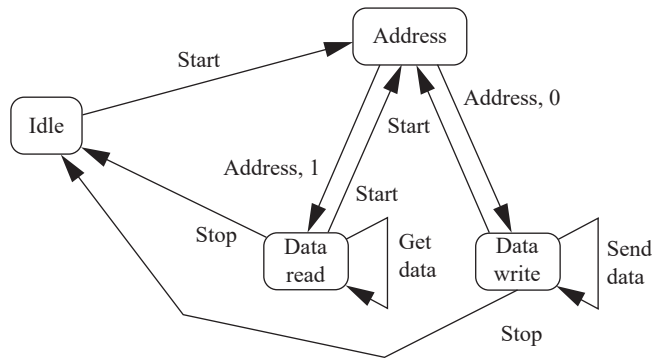 Address
Start
Address, 0
Idle
Start
Address, 1
Start
Stop
Data
read
Get
data
Data
write
Send
data
Stop